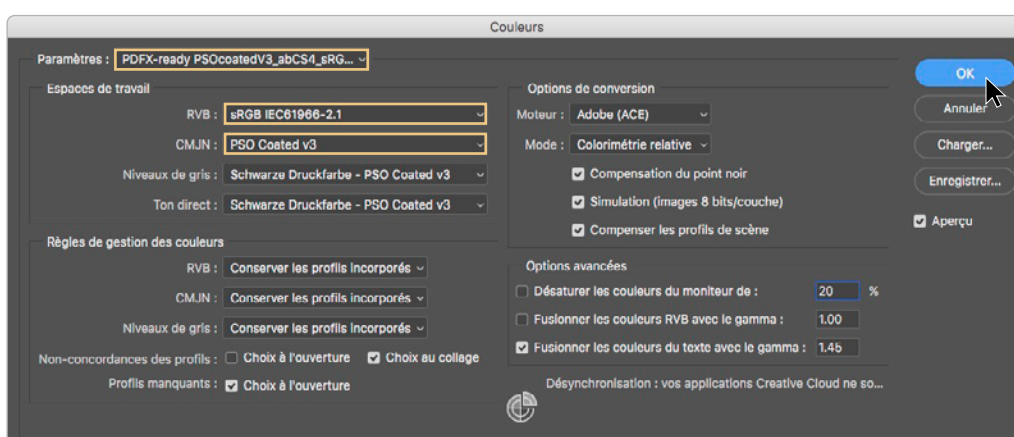 Couleurs
Paramètres : PDFX-ready PSOcoatedV3_abCS4_sRG...
Espaces de travail
RVB : sRGB IEC61966-2.1
CMJN : PSO Coated v3
Niveaux de gris : Schwarze Druckfarbe - PSO Coated v3
Ton direct : Schwarze Druckfarbe - PSO Coated v3
Règles de gestion des couleurs
RVB : Conserver les profils incorporés
CMJN : Conserver les profils incorporés
Niveaux de gris : Conserver les profils incorporés
Non-concordances des profils : Choix à l'ouverture Choix au collage
Profils manquants : Choix à l'ouverture
Options de conversion
Moteur : Adobe (ACE)
Mode : Colorimétrie relative
Compensation du point noir
Simulation (images 8 bits/couche)
Compenser les profils de scène
Options avancées
Désaturer les couleurs du moniteur de : 20 %
Fusionner les couleurs RVB avec le gamma : 1.00
Fusionner les couleurs du texte avec le gamma : 1.45
Désynchronisation : vos applications Creative Cloud ne so...
OK
Annuler
Charger...
Enregistrer...
Aperçu